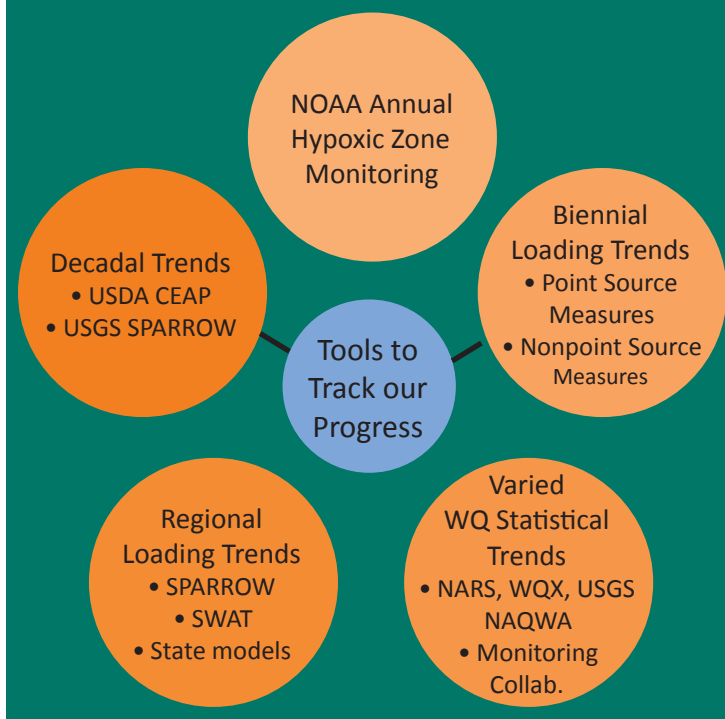 NOAA Annual
Hypoxic Zone
Monitoring
Decadal Trends
• USDA CEAP
• USGS SPARROW
Biennial
Loading Trends
• Point Source
Measures
• Nonpoint Source
Measures
Tools to
Track our
Progress
Regional
Loading Trends
• SPARROW
• SWAT
• State models
Varied
WQ Statistical
Trends
• NARS, WQX, USGS
NAQWA
• Monitoring
Collab.